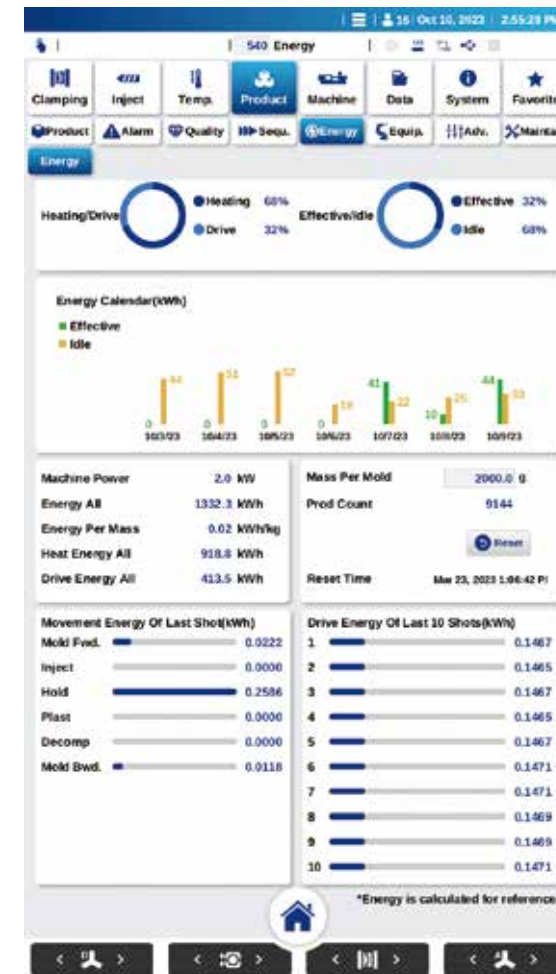 16 Oct 10, 2023 2:55:28 PM
540 Energy
Clamping Inject Temp. Product Machine Data System Favorite
Product Alarm Quality Sequ. Energy Equip. Adv. Mainta
Energy
Heating/Drive Heating 68% Effective/Idle Effective 32%
Drive 32% Idle 68%
Energy Calendar(kWh)
Effective
Idle
0 44 0 51 0 52 0 18 41 22 10 25 44 33
10/3/23 10/4/23 10/5/23 10/6/23 10/7/23 10/8/23 10/9/23
Machine Power 2.0 kW Mass Per Mold 2000.0 g
Energy All 1332.3 kWh Prod Count 9144
Energy Per Mass 0.02 kWh/kg Reset
Heat Energy All 918.8 kWh
Drive Energy All 413.5 kWh Reset Time Mar 23, 2023 1:06:42 P
Movement Energy Of Last Shot(kWh) Drive Energy Of Last 10 Shots(kWh)
Mold Fwd. 0.0222 1 0.1467
Inject 0.0000 2 0.1465
Hold 0.2586 3 0.1467
Plast 0.0000 4 0.1465
Decomp 0.0000 5 0.1467
Mold Bwd. 0.0118 6 0.1471
7 0.1471
8 0.1469
9 0.1469
10 0.1471
*Energy is calculated for reference